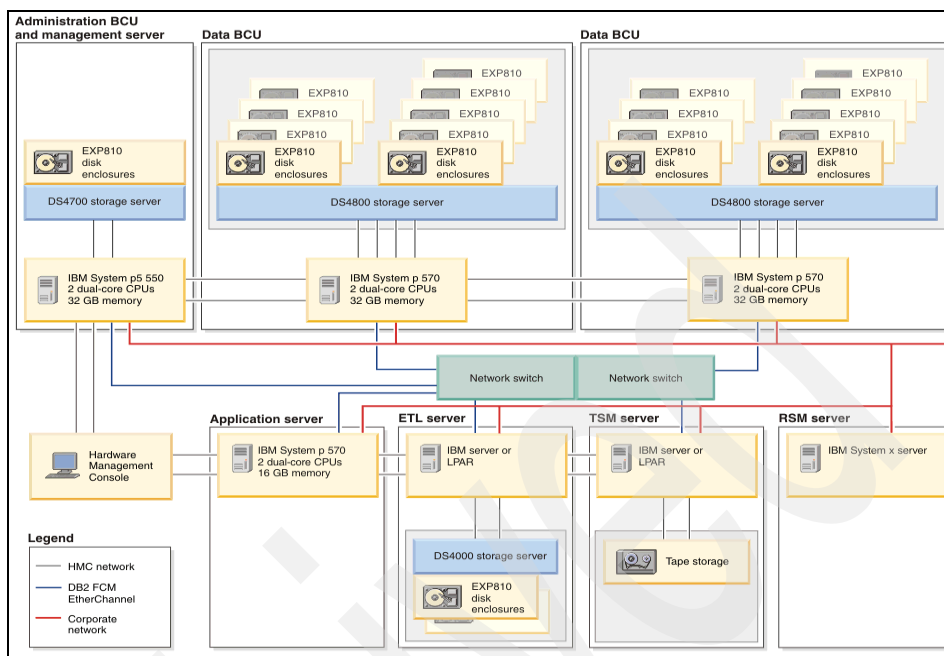 Administration BCU
and management server
Data BCU
Data BCU
EXP810
EXP810
EXP810
EXP810
EXP810
EXP810
EXP810
EXP810
disk
enclosures
EXP810
disk
enclosures
EXP810
disk
enclosures
EXP810
EXP810
EXP810
EXP810
EXP810
EXP810
EXP810
EXP810
disk
enclosures
EXP810
disk
enclosures
DS4700 storage server
DS4800 storage server
DS4800 storage server
IBM System p5 550
2 dual-core CPUs
32 GB memory
IBM System p 570
2 dual-core CPUs
32 GB memory
IBM System p 570
2 dual-core CPUs
32 GB memory
Network switch
Network switch
Application server
ETL server
TSM server
RSM server
Hardware
Management
Console
IBM System p 570
2 dual-core CPUs
16 GB memory
IBM server or
LPAR
IBM server or
LPAR
IBM System x server
DS4000 storage server
EXP810
disk
enclosures
Tape storage
Legend
HMC network
DB2 FCM
EtherChannel
Corporate
network